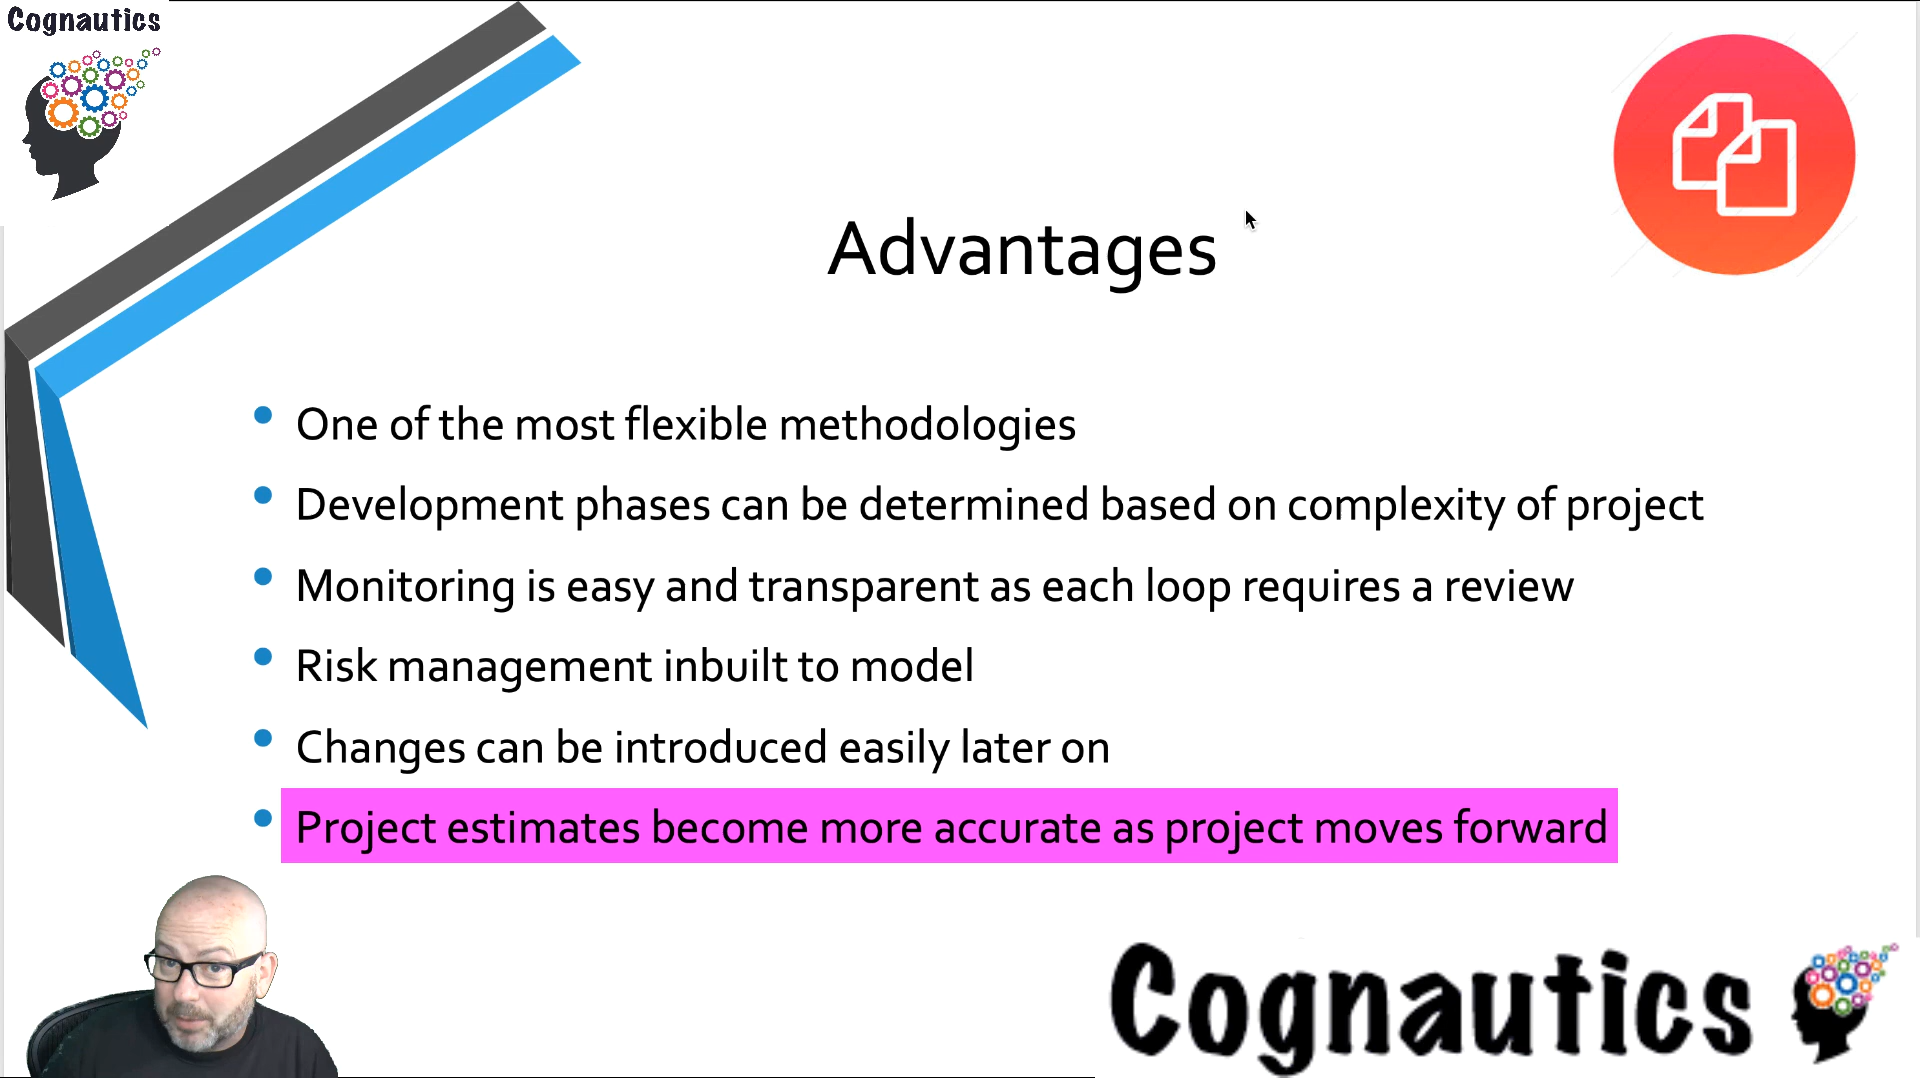 Cognautics
Advantages
• One of the most flexible methodologies
• Development phases can be determined based on complexity of project
• Monitoring is easy and transparent as each loop requires a review
• Risk management inbuilt to model
• Changes can be introduced easily later on
• Project estimates become more accurate as project moves forward
Cognautics